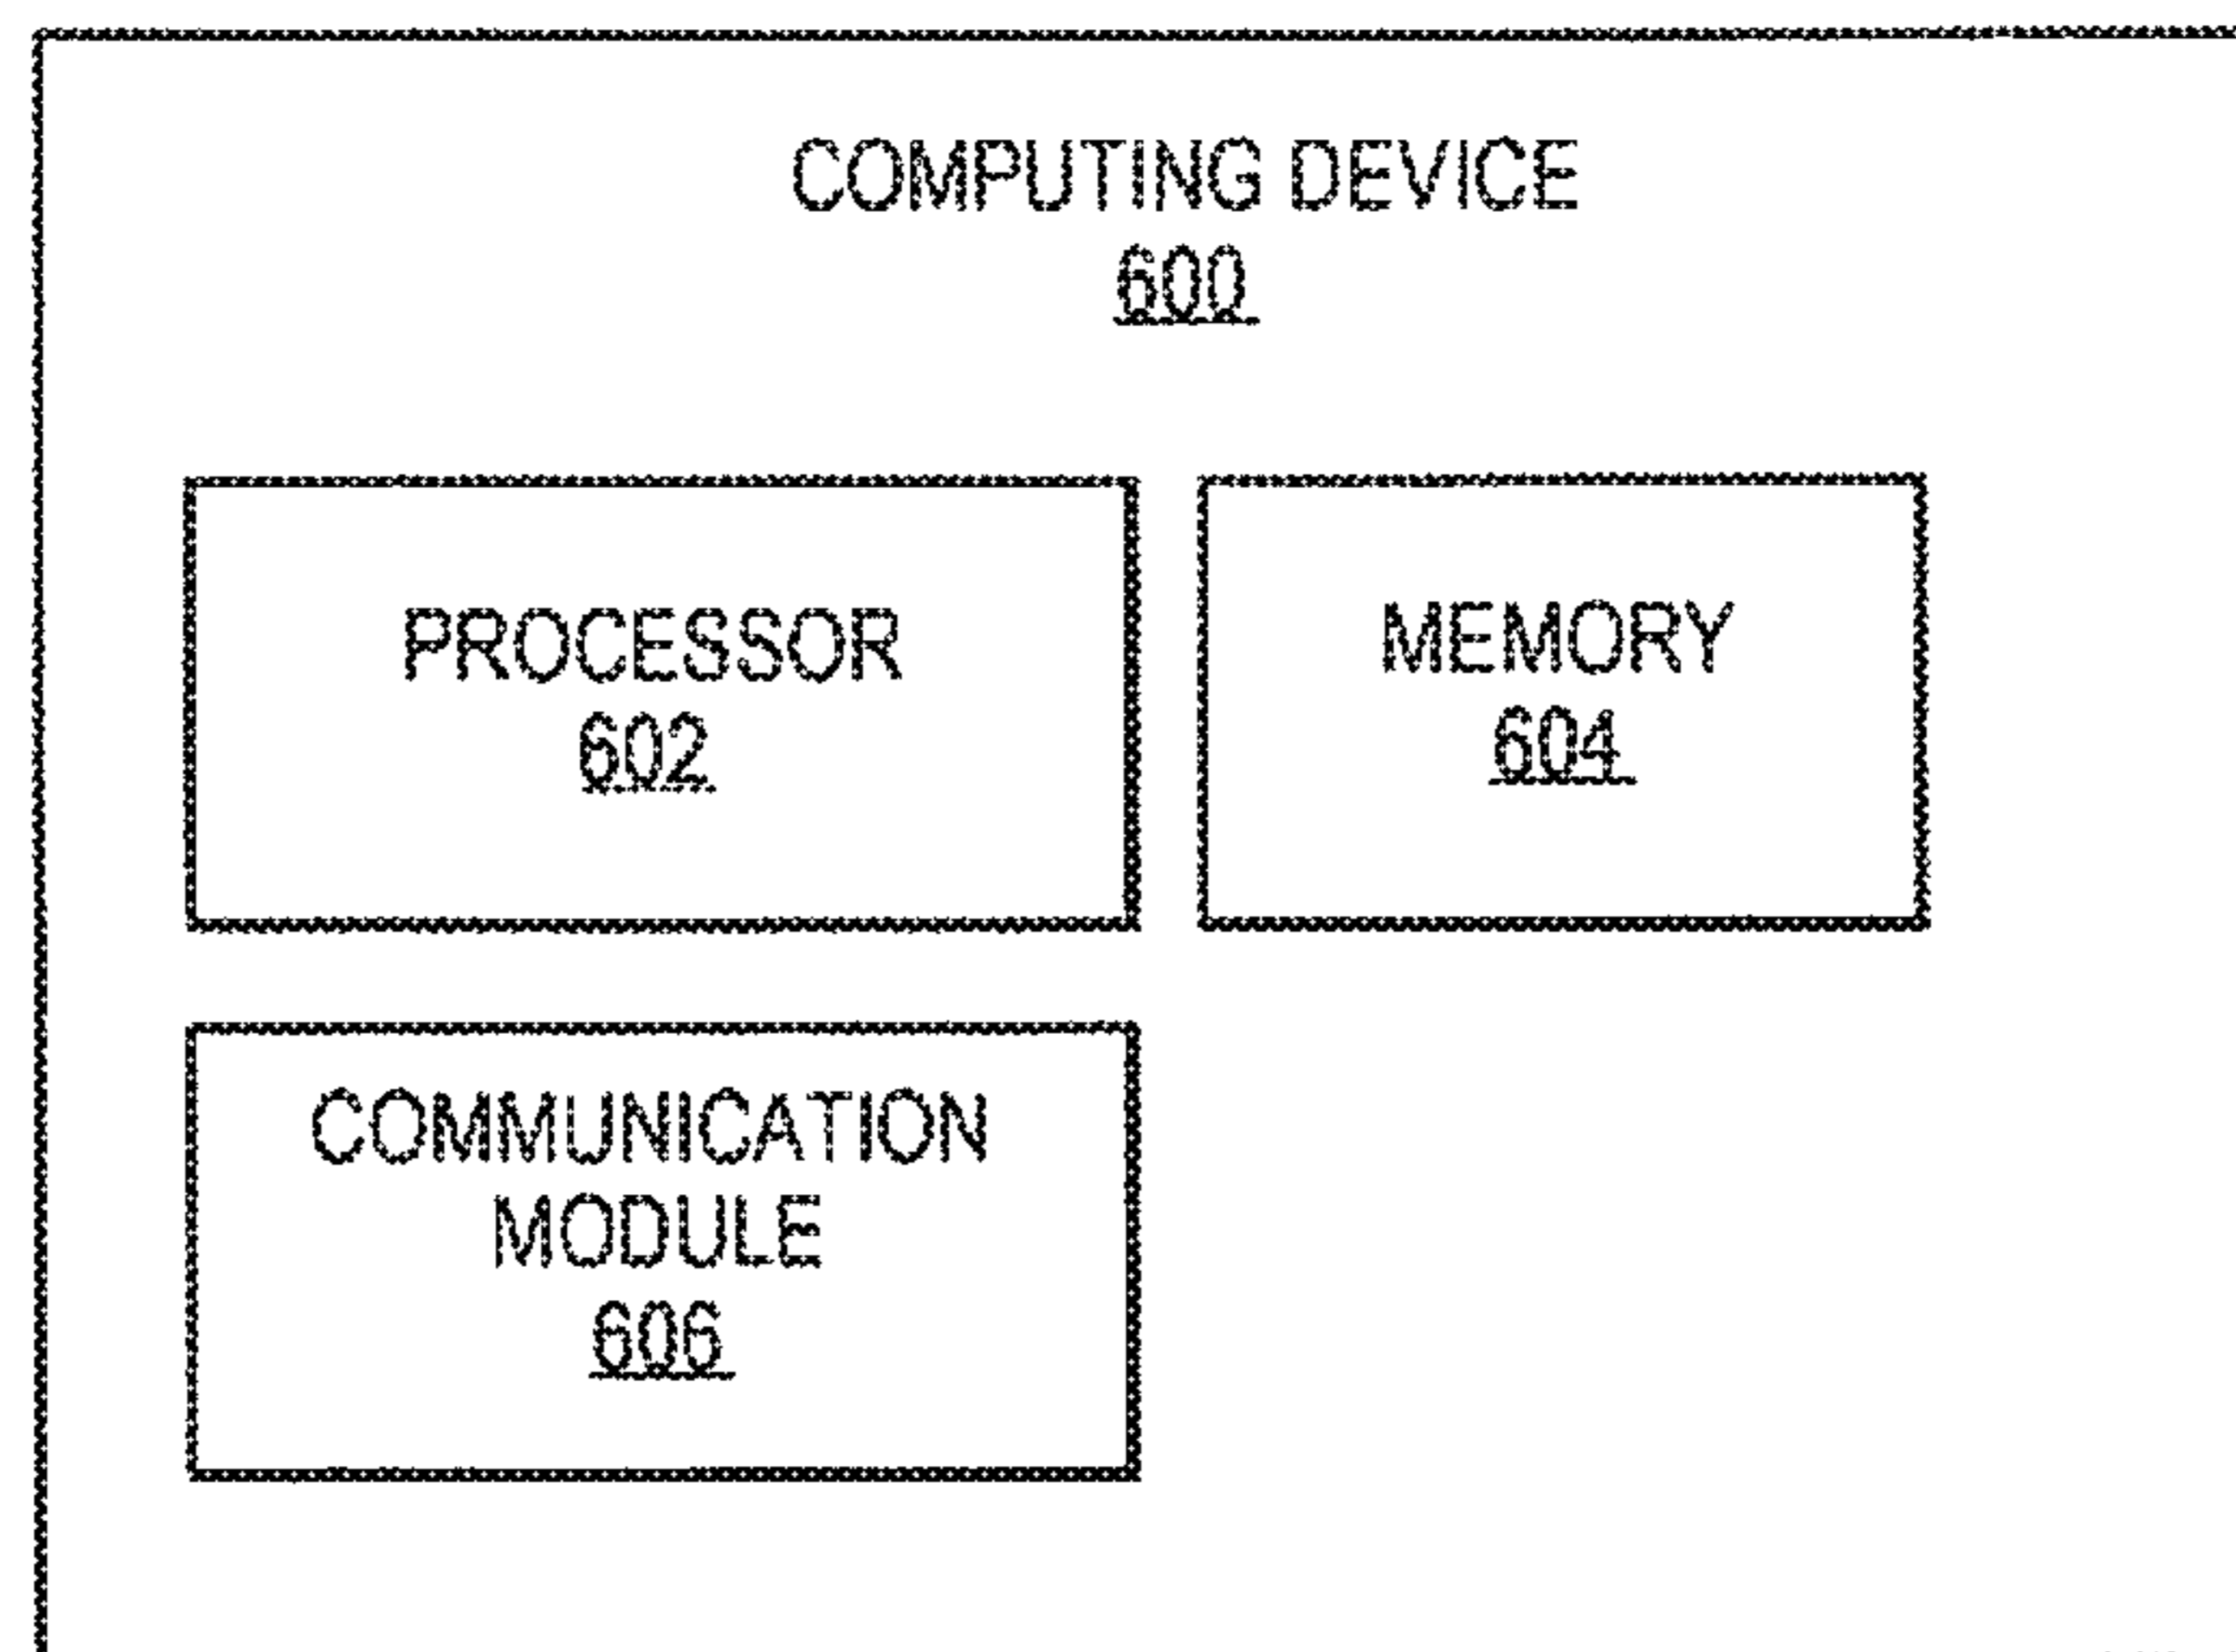 COMPUTING DEVICE
600
PROCESSOR
602
MEMORY
604
COMMUNICATION
MODULE
606